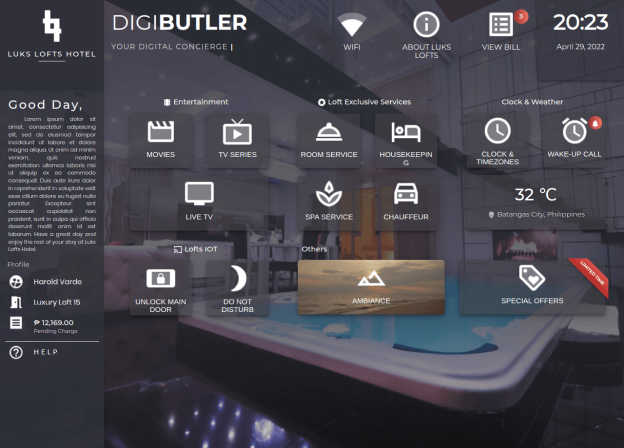 LUKS LOFTS HOTEL
DIGIBUTLER
YOUR DIGITAL CONCIERGE |
WIFI
ABOUT LUKS
LOFTS
3
VIEW BILL
20:23
April 29, 2022
Good Day,
Lorem ipsum dolor sit
amet, consectetur adipisicing
elit, sed do eiusmod tempor
incididunt ut labore et dolore
magna aliqua. Ut enim ad minim
veniam, quis nostrud
exercitation ullamco laboris nisi
ut aliquip ex ea commodo
consequat. Duis aute irure dolor
in reprehenderit in voluptate velit
esse cillum dolore eu fugiat nulla
pariatur. Excepteur sint
occaecat cupidatat non
proident, sunt in culpa qui officia
deserunt mollit anim id est
laborum. Have a great day and
enjoy the rest of your stay at Luks
Lofts Hotel.
Profile
Harold Varde
Luxury Loft 15
₱ 12,169.00
Pending Charge
HELP
Entertainment
MOVIES
TV SERIES
LIVE TV
Loft Exclusive Services
ROOM SERVICE
HOUSEKEEPIN
G
SPA SERVICE
CHAUFFEUR
Clock & Weather
CLOCK &
TIMEZONES
WAKE-UP CALL
32 °C
Batangas City, Philippines
Lofts IOT
UNLOCK MAIN
DOOR
DO NOT
DISTURB
Others
AMBIANCE
SPECIAL OFFERS
LIMITED TIME